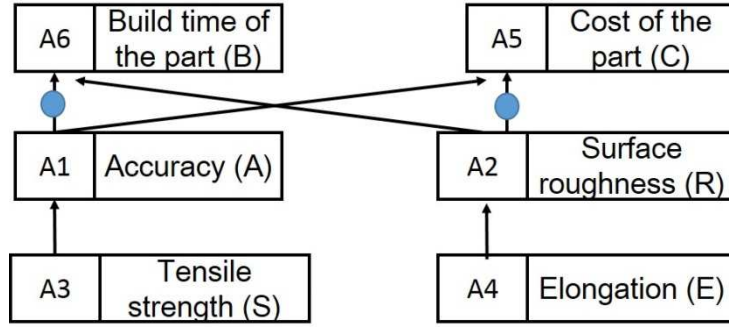 A6 Build time of
the part (B)
A5 Cost of the
part (C)
A1 Accuracy (A)
A2 Surface
roughness (R)
A3 Tensile
strength (S)
A4 Elongation (E)